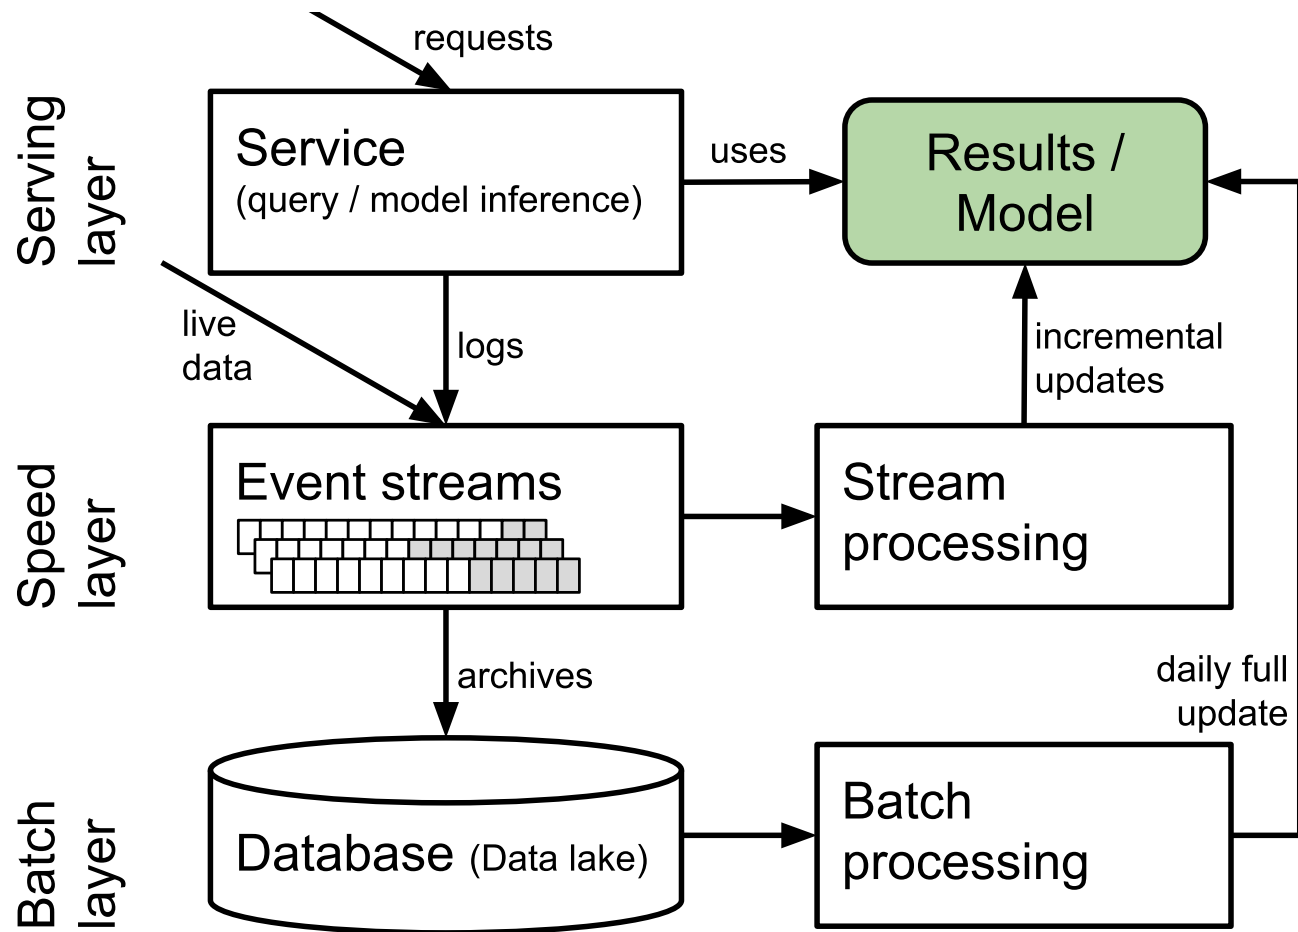 requests
Serving
layer
Service
(query / model inference)
uses
Results /
Model
live
data
logs
incremental
updates
Speed
layer
Event streams
Stream
processing
archives
daily full
update
Batch
layer
Database (Data lake)
Batch
processing